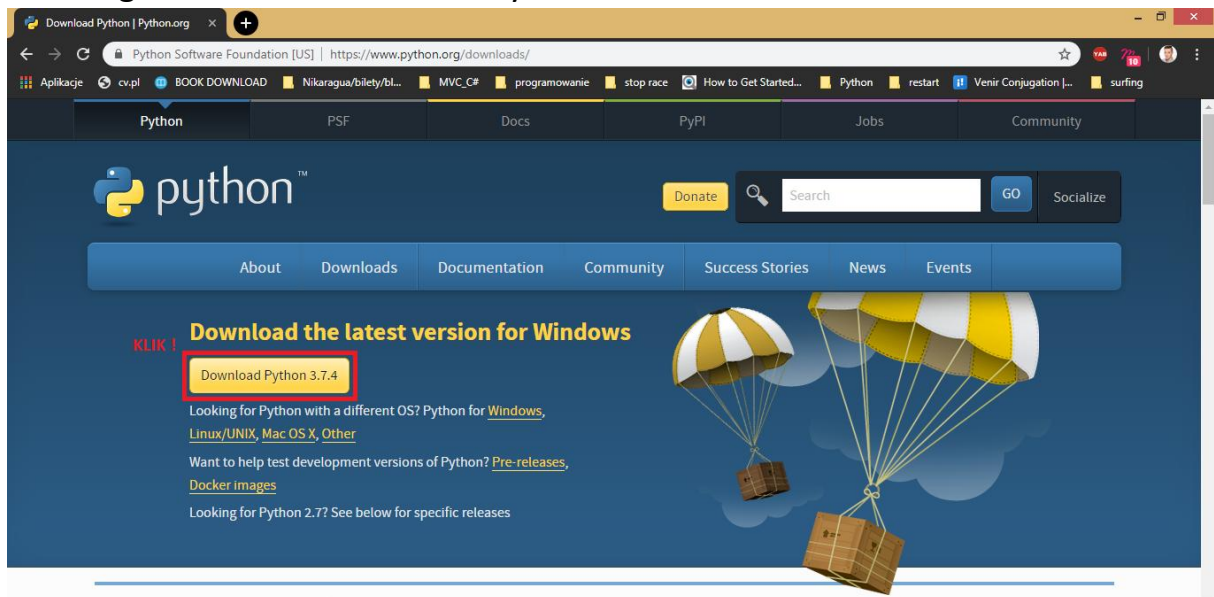 Download Python | Python.org
Python Software Foundation [US] | https://www.python.org/downloads/
YAB
10
Aplikacje cv.pl BOOK DOWNLOAD Nikaragua/bilety/bl... MVC_C# programowanie stop race How to Get Started... Python restart Venir Conjugation |... surfing
Python PSF Docs PyPI Jobs Community
python™
Donate Search GO Socialize
About Downloads Documentation Community Success Stories News Events
Download the latest version for Windows
KLIK !
Download Python 3.7.4
Looking for Python with a different OS? Python for Windows,
Linux/UNIX, Mac OS X, Other
Want to help test development versions of Python? Pre-releases,
Docker images
Looking for Python 2.7? See below for specific releases